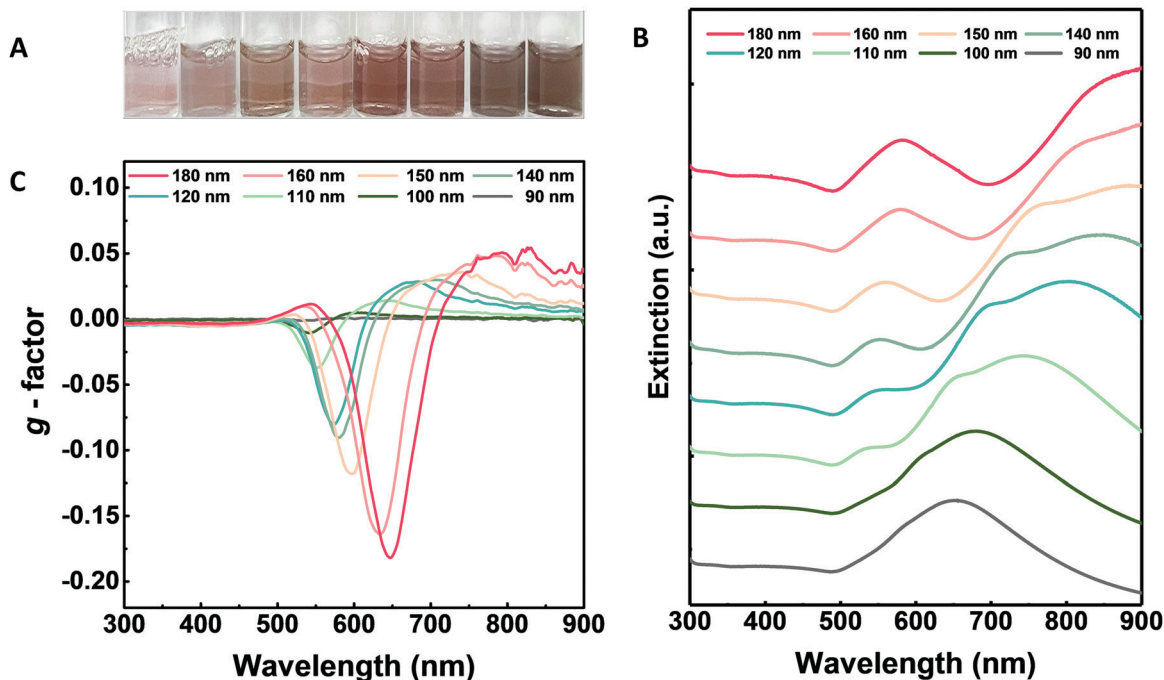 A
B
180 nm 160 nm 150 nm 140 nm
120 nm 110 nm 100 nm 90 nm
Extinction (a.u.)
300 400 500 600 700 800 900
Wavelength (nm)
C
180 nm 160 nm 150 nm 140 nm
120 nm 110 nm 100 nm 90 nm
0.10
0.05
0.00
-0.05
-0.10
-0.15
-0.20
g - factor
300 400 500 600 700 800 900
Wavelength (nm)